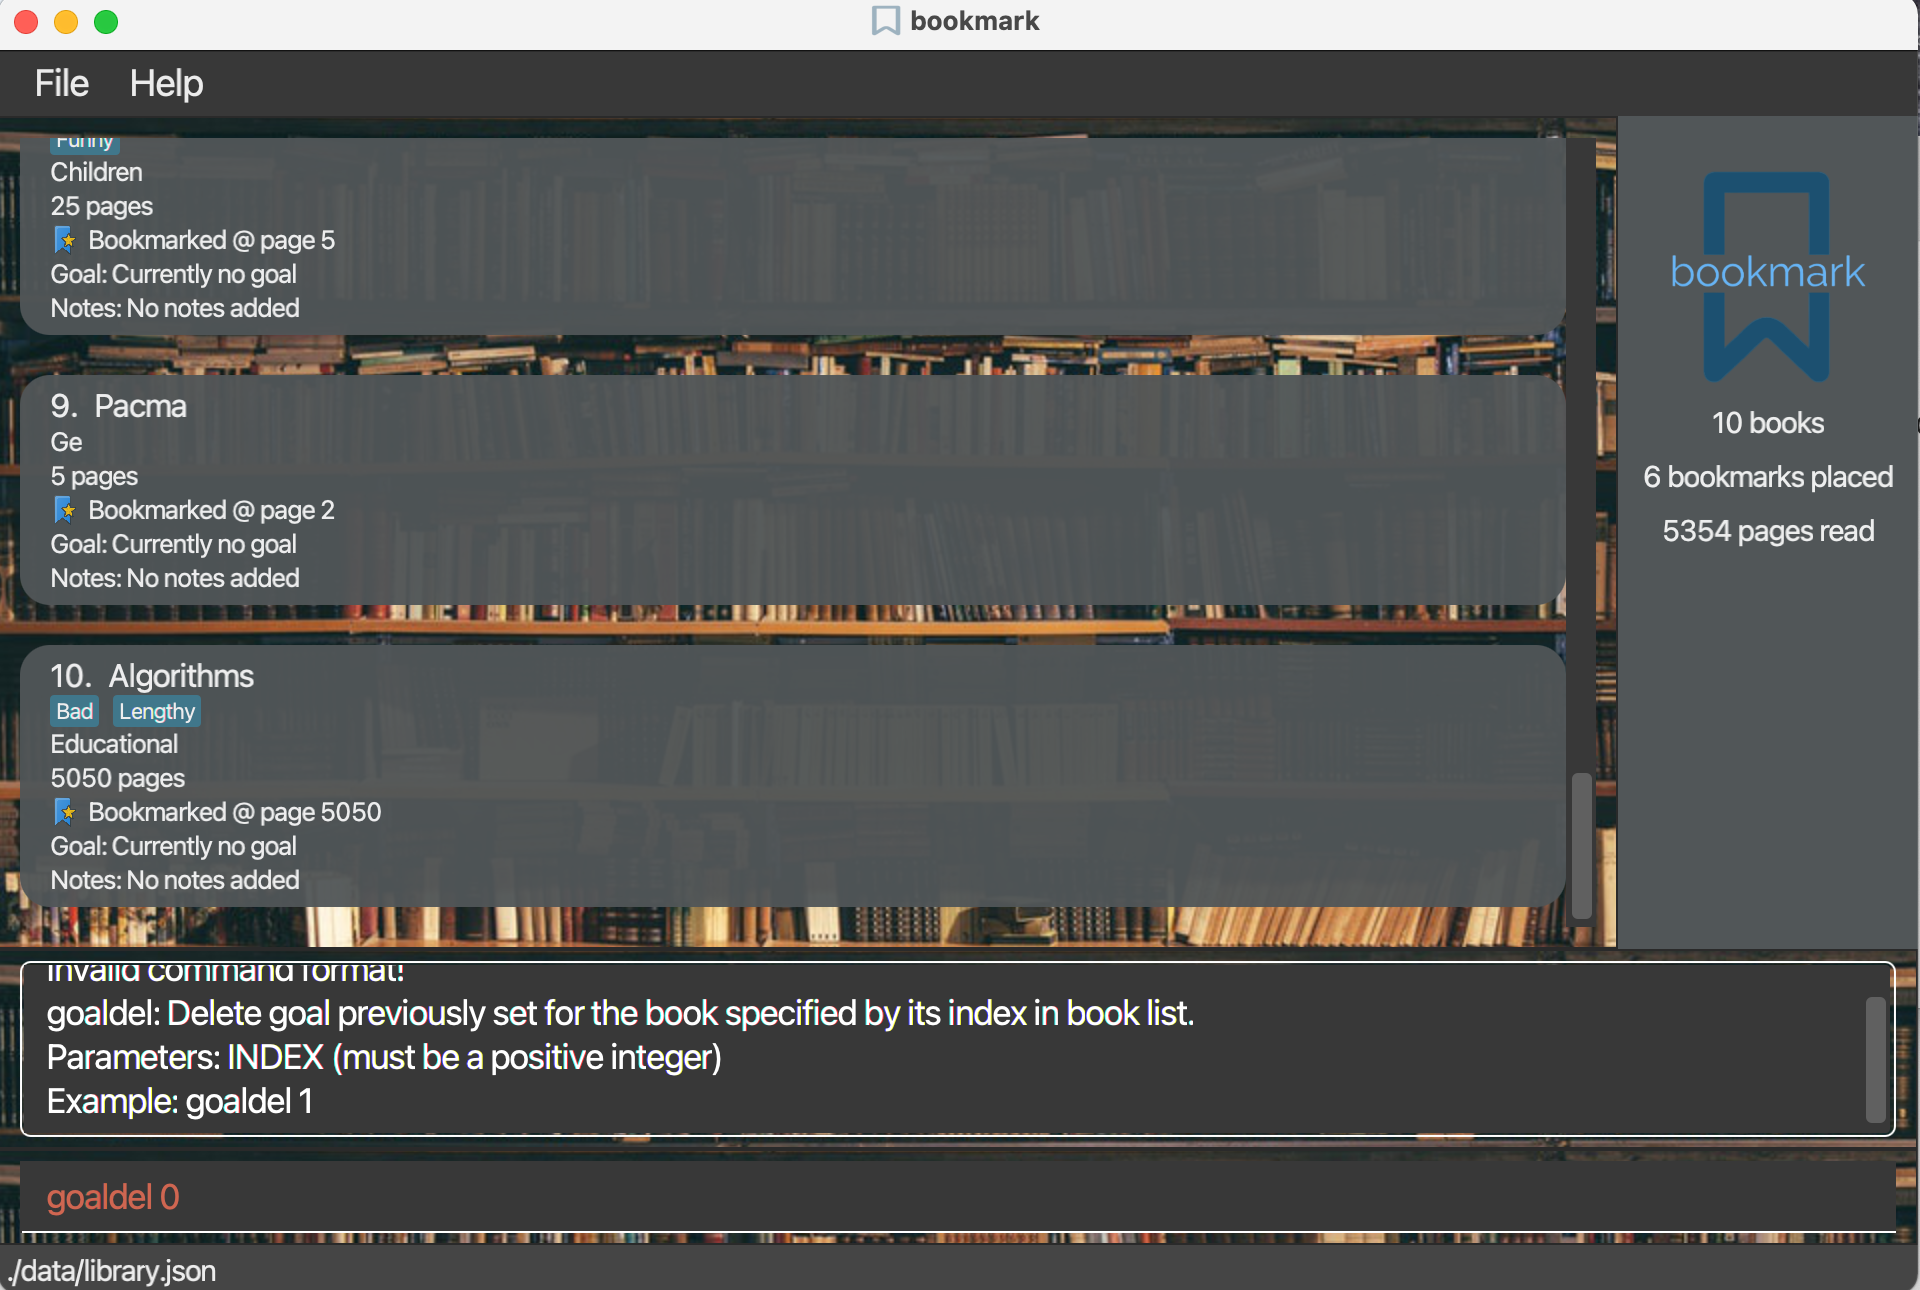 bookmark
File Help
Funny
Children
25 pages
Bookmarked @ page 5
Goal: Currently no goal
Notes: No notes added
9. Pacma
Ge
5 pages
Bookmarked @ page 2
Goal: Currently no goal
Notes: No notes added
10. Algorithms
Bad Lengthy
Educational
5050 pages
Bookmarked @ page 5050
Goal: Currently no goal
Notes: No notes added
bookmark
10 books
6 bookmarks placed
5354 pages read
Invalid command format!
goaldel: Delete goal previously set for the book specified by its index in book list.
Parameters: INDEX (must be a positive integer)
Example: goaldel 1
goaldel 0
./data/library.json